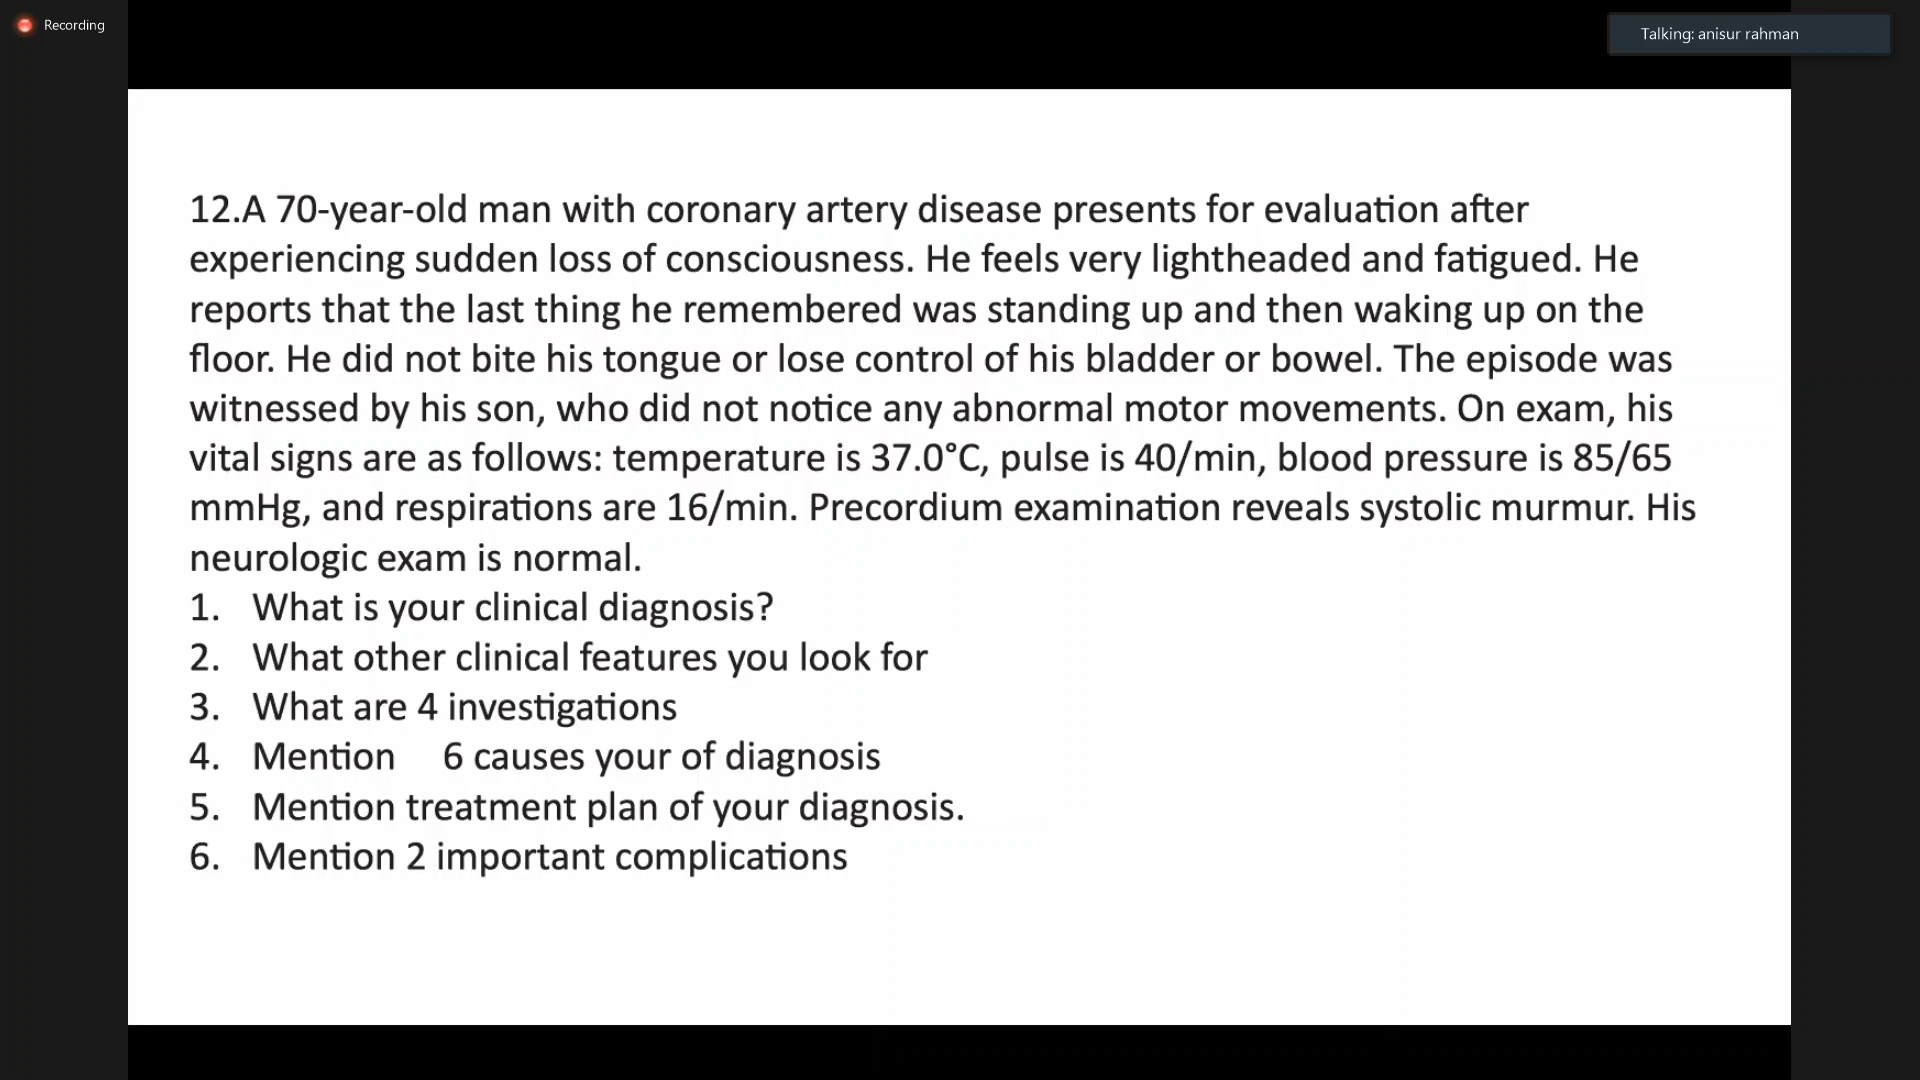 Recording
Talking: anisur rahman
12.A 70-year-old man with coronary artery disease presents for evaluation after
experiencing sudden loss of consciousness. He feels very lightheaded and fatigued. He
reports that the last thing he remembered was standing up and then waking up on the
floor. He did not bite his tongue or lose control of his bladder or bowel. The episode was
witnessed by his son, who did not notice any abnormal motor movements. On exam, his
vital signs are as follows: temperature is 37.0°C, pulse is 40/min, blood pressure is 85/65
mmHg, and respirations are 16/min. Precordium examination reveals systolic murmur. His
neurologic exam is normal.
1. What is your clinical diagnosis?
2. What other clinical features you look for
3. What are 4 investigations
4. Mention 6 causes your of diagnosis
5. Mention treatment plan of your diagnosis.
6. Mention 2 important complications